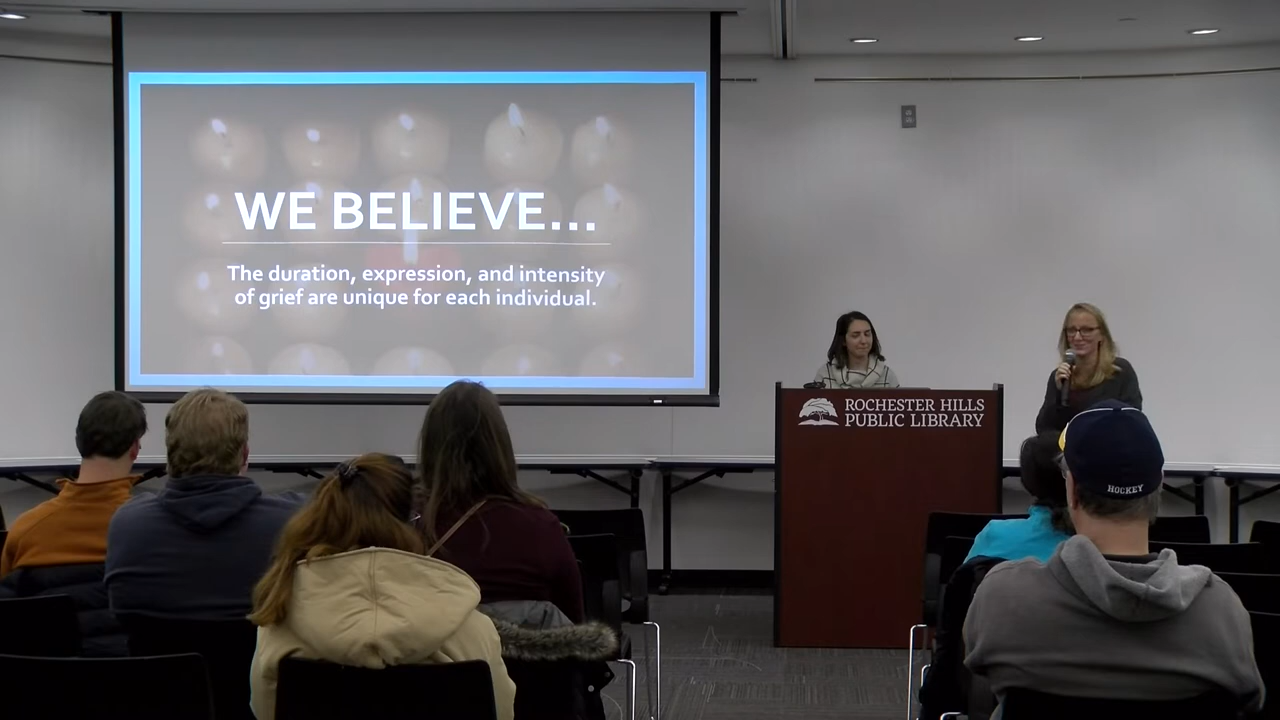 WE BELIEVE...
The duration, expression, and intensity
of grief are unique for each individual.
ROCHESTER HILLS
PUBLIC LIBRARY
HOCKEY